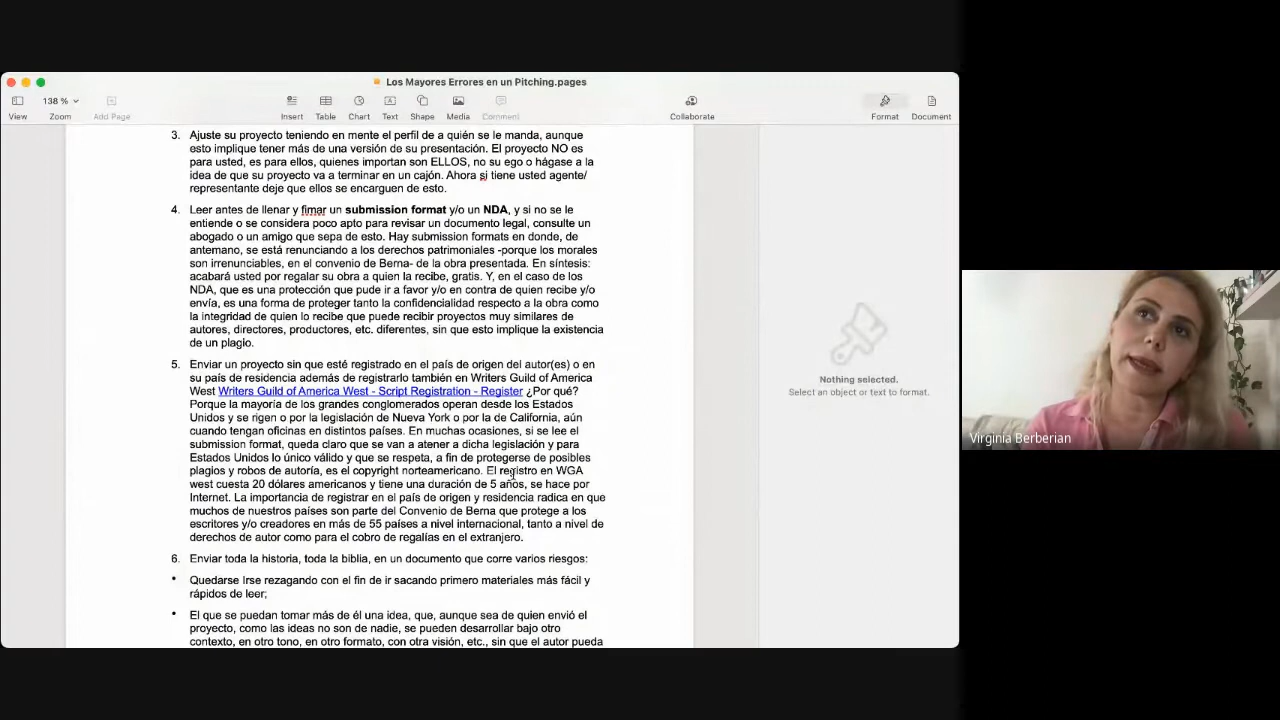 Los Mayores Errores en un Pitching.pages
138 %
View
Zoom
Add Page
Insert
Table
Chart
Text
Shape
Media
Comment
Collaborate
Format
Document
3. Ajuste su proyecto teniendo en mente el perfil de a quién se le manda, aunque
esto implique tener más de una versión de su presentación. El proyecto NO es
para usted, es para ellos, quienes importan son ELLOS, no su ego o hágase a la
idea de que su proyecto va a terminar en un cajón. Ahora si tiene usted agente/
representante deje que ellos se encarguen de esto.
4. Leer antes de llenar y fimar un submission format y/o un NDA, y si no se le
entiende o se considera poco apto para revisar un documento legal, consulte un
abogado o un amigo que sepa de esto. Hay submission formats en donde, de
antemano, se está renunciando a los derechos patrimoniales -porque los morales
son irrenunciables, en el convenio de Berna- de la obra presentada. En síntesis:
acabará usted por regalar su obra a quien la recibe, gratis. Y, en el caso de los
NDA, que es una protección que pude ir a favor y/o en contra de quien recibe y/o
envía, es una forma de proteger tanto la confidencialidad respecto a la obra como
la integridad de quien lo recibe que puede recibir proyectos muy similares de
autores, directores, productores, etc. diferentes, sin que esto implique la existencia
de un plagio.
5. Enviar un proyecto sin que esté registrado en el país de origen del autor(es) o en
su país de residencia además de registrarlo también en Writers Guild of America
West Writers Guild of America West - Script Registration - Register ¿Por qué?
Porque la mayoría de los grandes conglomerados operan desde los Estados
Unidos y se rigen o por la legislación de Nueva York o por la de California, aún
cuando tengan oficinas en distintos países. En muchas ocasiones, si se lee el
submission format, queda claro que se van a atener a dicha legislación y para
Estados Unidos lo único válido y que se respeta, a fin de protegerse de posibles
plagios y robos de autoría, es el copyright norteamericano. El registro en WGA
west cuesta 20 dólares americanos y tiene una duración de 5 años, se hace por
Internet. La importancia de registrar en el país de origen y residencia radica en que
muchos de nuestros países son parte del Convenio de Berna que protege a los
escritores y/o creadores en más de 55 países a nivel internacional, tanto a nivel de
derechos de autor como para el cobro de regalías en el extranjero.
6. Enviar toda la historia, toda la biblia, en un documento que corre varios riesgos:
• Quedarse Irse rezagando con el fin de ir sacando primero materiales más fácil y
rápidos de leer;
• El que se puedan tomar más de él una idea, que, aunque sea de quien envió el
proyecto, como las ideas no son de nadie, se pueden desarrollar bajo otro
contexto, en otro tono, en otro formato, con otra visión, etc., sin que el autor pueda
Nothing selected.
Select an object or text to format.
Virginia Berberian